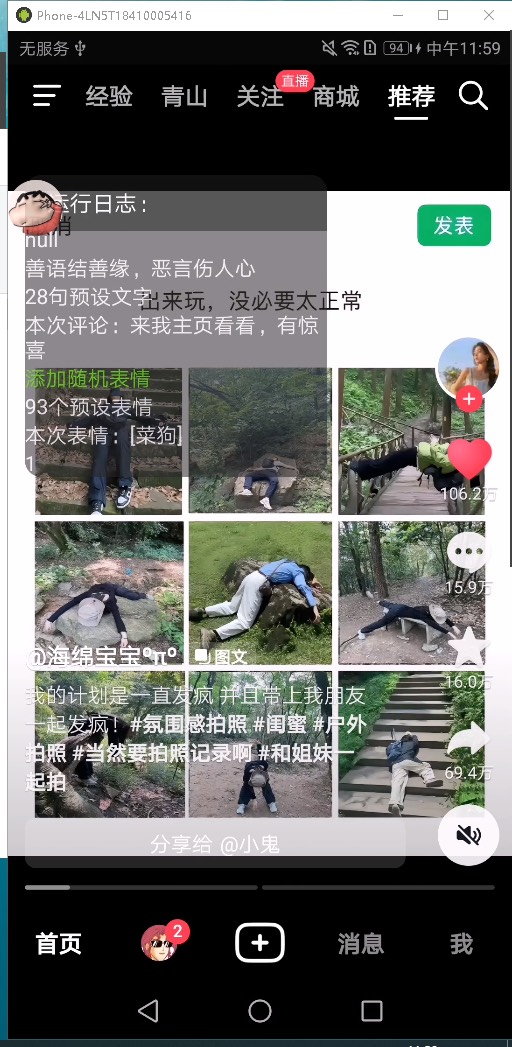 Phone-4LN5T18410005416
无服务 94 中午11:59
经验 青山 关注 直播 商城 推荐
运行日志：
发表
null
善语结善缘，恶言伤人心
28句预设文字
出来玩，没必要太正常
本次评论：来我主页看看，有惊
喜
添加随机表情
93个预设表情
本次表情：[菜狗]
1
106.2万
15.9万
@海绵宝宝°π° 图文
16.0万
我的计划是一直发疯 并且带上我朋友
一起发疯！#氛围感拍照 #闺蜜 #户外
拍照 #当然要拍照记录啊 #和姐妹一
起拍
69.4万
分享给 @小鬼
首页 2 消息 我